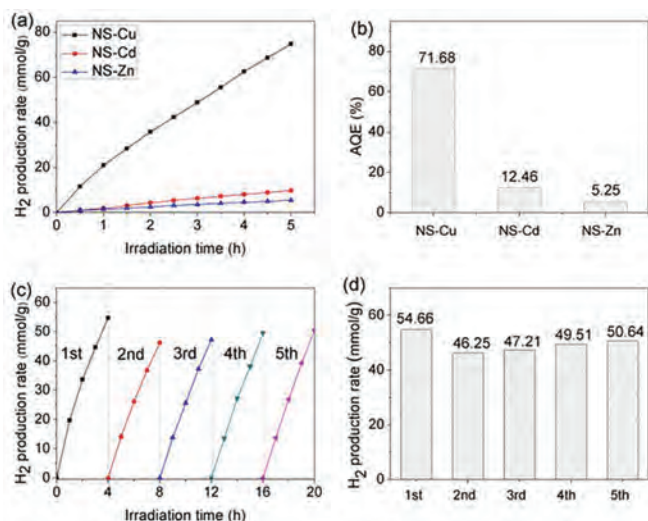 (a)
NS-Cu
NS-Cd
NS-Zn
H2 production rate (mmol/g)
80
60
40
20
0
0 1 2 3 4 5
Irradiation time (h)
(b)
AQE (%)
80
60
40
20
0
71.68
12.46
5.25
NS-Cu NS-Cd NS-Zn
(c)
H2 production rate (mmol/g)
60
50
40
30
20
10
0
1st 2nd 3rd 4th 5th
0 4 8 12 16 20
Irradiation time (h)
(d)
H2 production rate (mmol/g)
60
40
20
0
54.66 46.25 47.21 49.51 50.64
1st 2nd 3rd 4th 5th